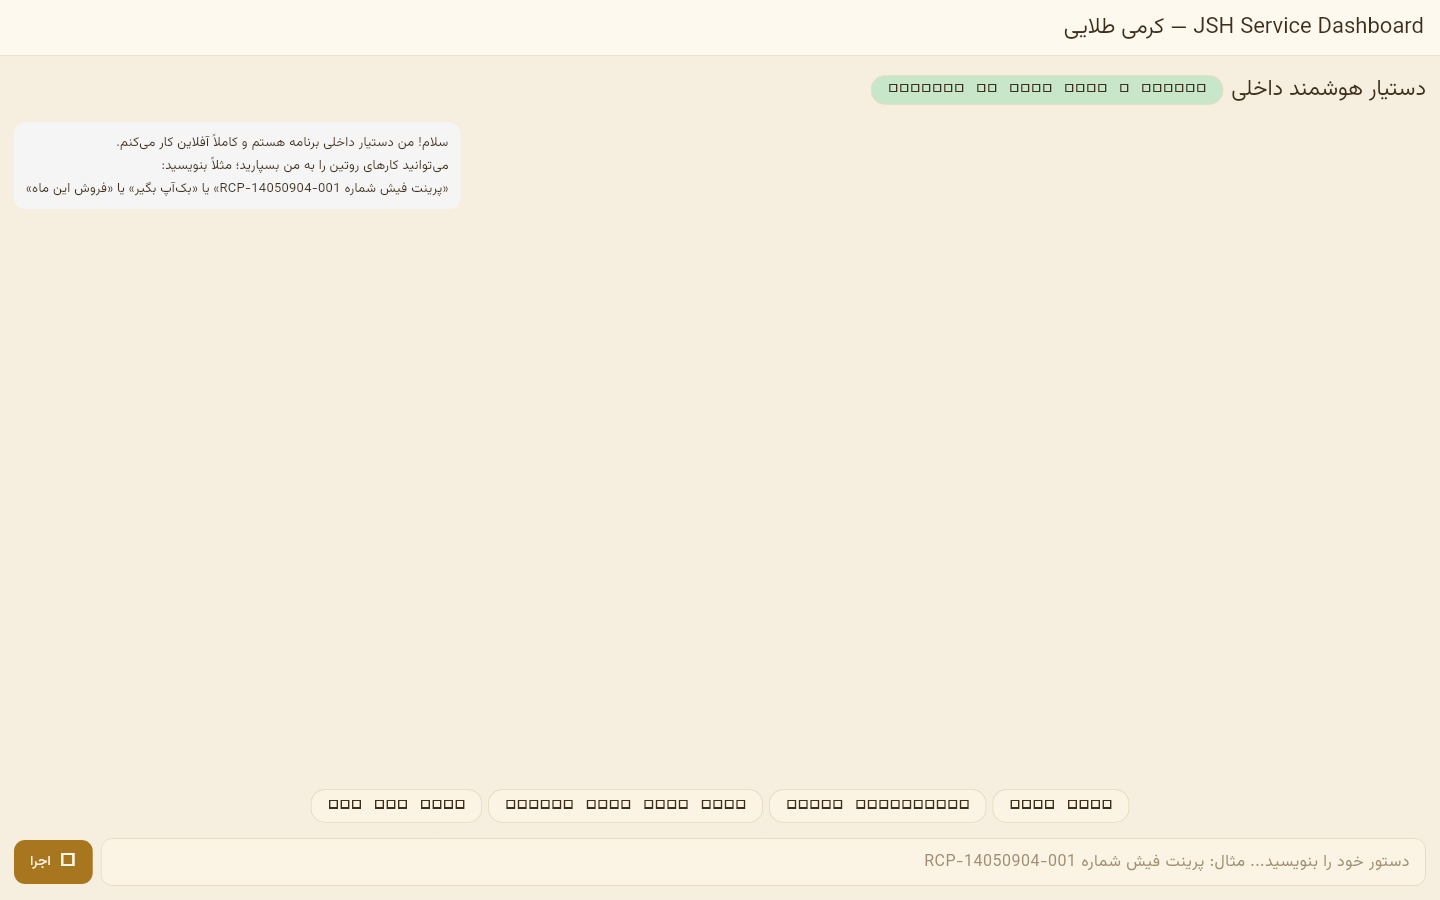 JSH Service Dashboard — کرمی طلایی
دستیار هوشمند داخلی
سلام! من دستیار داخلی برنامه هستم و کاملاً آفلاین کار می‌کنم.
می‌توانید کارهای روتین را به من بسپارید؛ مثلاً بنویسید:
«پرینت فیش شماره RCP-14050904-001» یا «بک‌آپ بگیر» یا «فروش این ماه»
دستور خود را بنویسید... مثال: پرینت فیش شماره RCP-14050904-001
اجرا